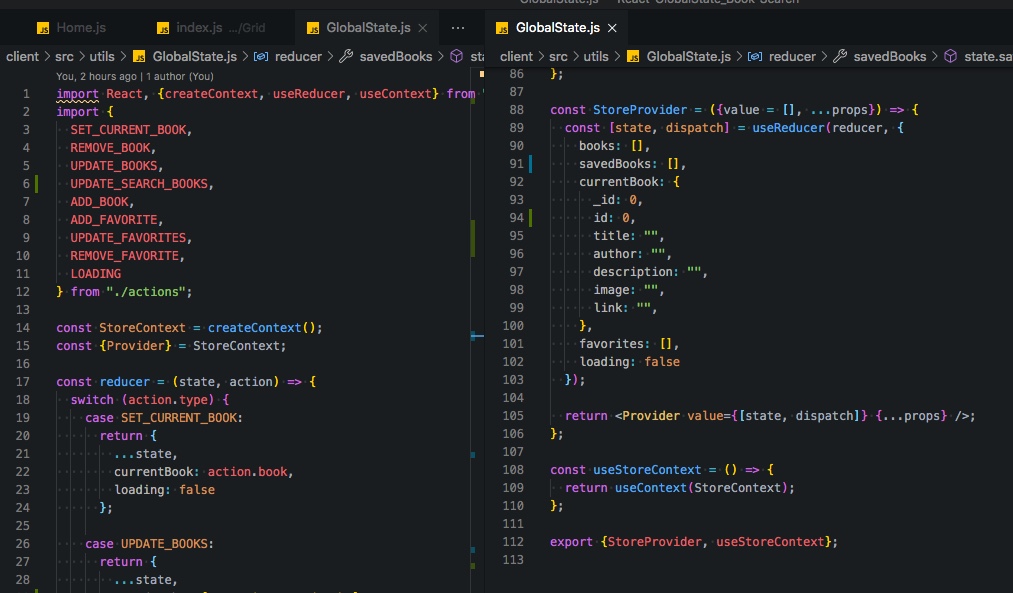 GlobalState.js — React-GlobalState_Book-Search
JS Home.js JS index.js .../Grid JS GlobalState.js × ···
client > src > utils > JS GlobalState.js > reducer > savedBooks >
You, 2 hours ago | 1 author (You)
1 import React, {createContext, useReducer, useContext} from
2 import {
3 SET_CURRENT_BOOK,
4 REMOVE_BOOK,
5 UPDATE_BOOKS,
6 UPDATE_SEARCH_BOOKS,
7 ADD_BOOK,
8 ADD_FAVORITE,
9 UPDATE_FAVORITES,
10 REMOVE_FAVORITE,
11 LOADING
12 } from "./actions";
13
14 const StoreContext = createContext();
15 const {Provider} = StoreContext;
16
17 const reducer = (state, action) => {
18 switch (action.type) {
19 case SET_CURRENT_BOOK:
20 return {
21 ...state,
22 currentBook: action.book,
23 loading: false
24 };
25
26 case UPDATE_BOOKS:
27 return {
28 ...state,
JS GlobalState.js ×
client > src > utils > JS GlobalState.js > reducer > savedBooks > state.sa
86 };
87
88 const StoreProvider = ({value = [], ...props}) => {
89 const [state, dispatch] = useReducer(reducer, {
90 books: [],
91 savedBooks: [],
92 currentBook: {
93 _id: 0,
94 id: 0,
95 title: "",
96 author: "",
97 description: "",
98 image: "",
99 link: "",
100 },
101 favorites: [],
102 loading: false
103 });
104
105 return <Provider value={[state, dispatch]} {...props} />;
106 };
107
108 const useStoreContext = () => {
109 return useContext(StoreContext);
110 };
111
112 export {StoreProvider, useStoreContext};
113